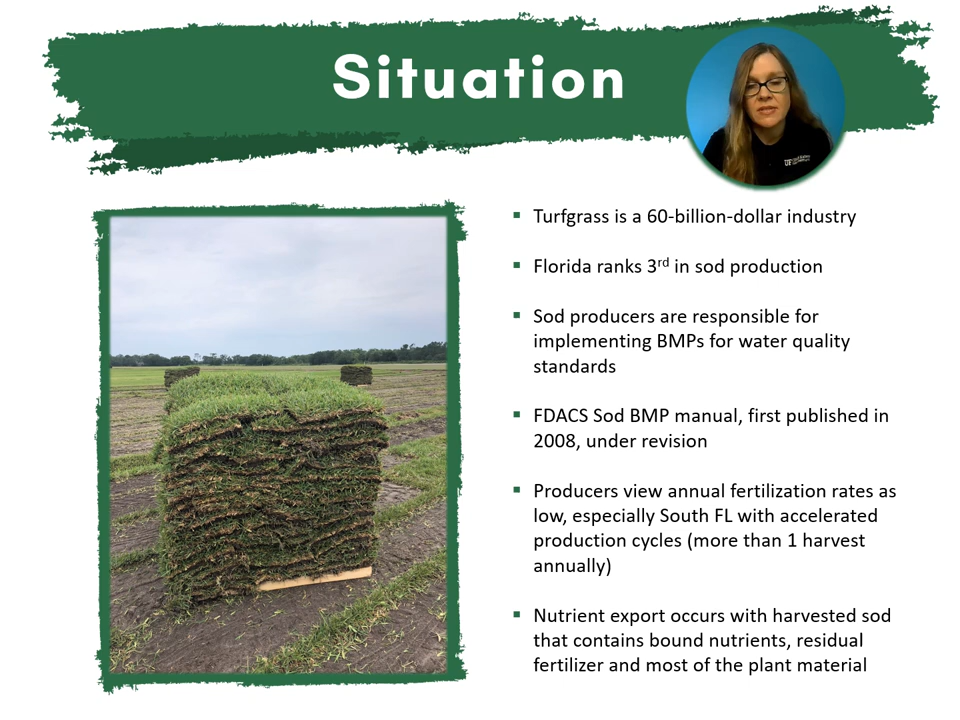 Situation
UF
▪ Turfgrass is a 60-billion-dollar industry
▪ Florida ranks 3rd in sod production
▪ Sod producers are responsible for
implementing BMPs for water quality
standards
▪ FDACS Sod BMP manual, first published in
2008, under revision
▪ Producers view annual fertilization rates as
low, especially South FL with accelerated
production cycles (more than 1 harvest
annually)
▪ Nutrient export occurs with harvested sod
that contains bound nutrients, residual
fertilizer and most of the plant material